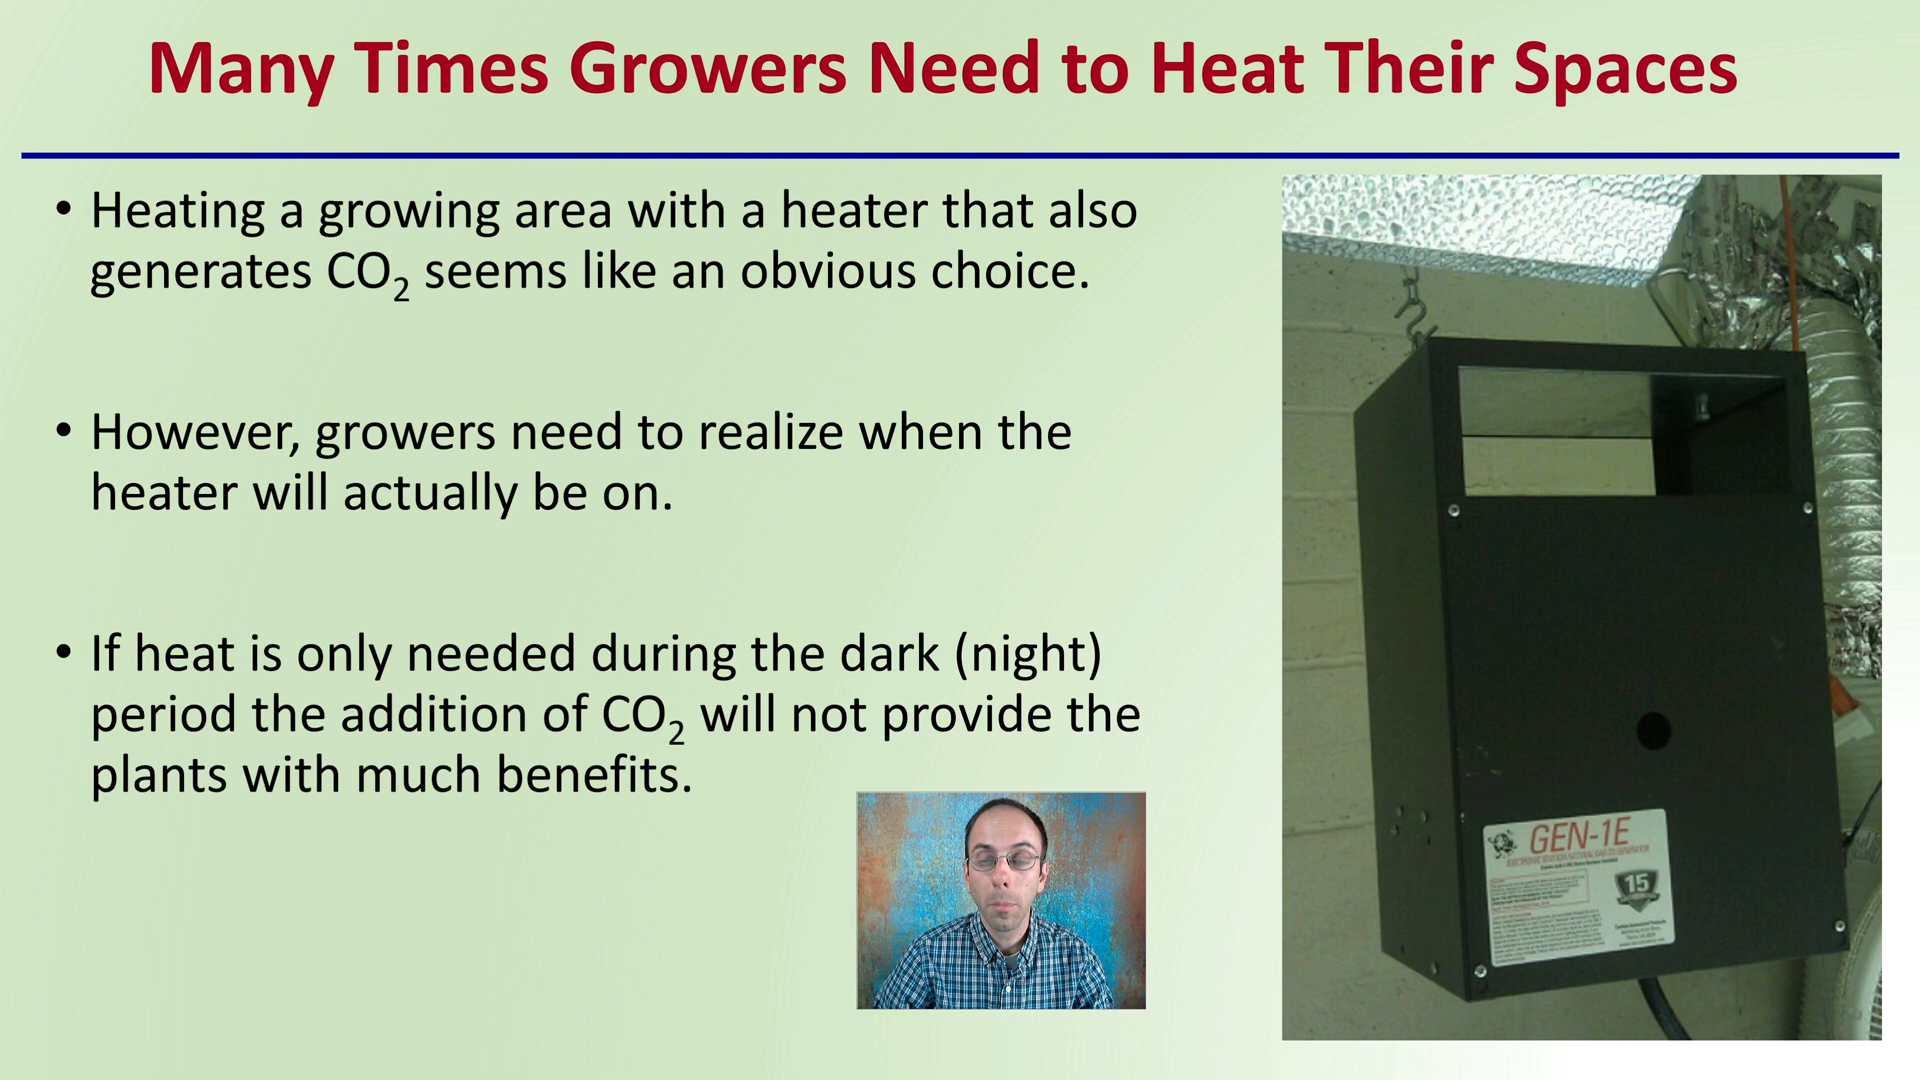 Many Times Growers Need to Heat Their Spaces
• Heating a growing area with a heater that also
generates CO₂ seems like an obvious choice.
• However, growers need to realize when the
heater will actually be on.
• If heat is only needed during the dark (night)
period the addition of CO₂ will not provide the
plants with much benefits.
GEN-1E
15